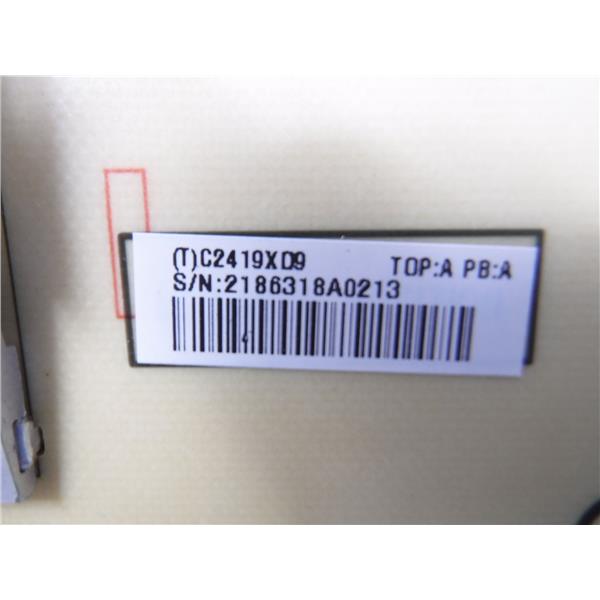 (T)C2419XD9 TOP:A PB:A
S/N:2186318A0213